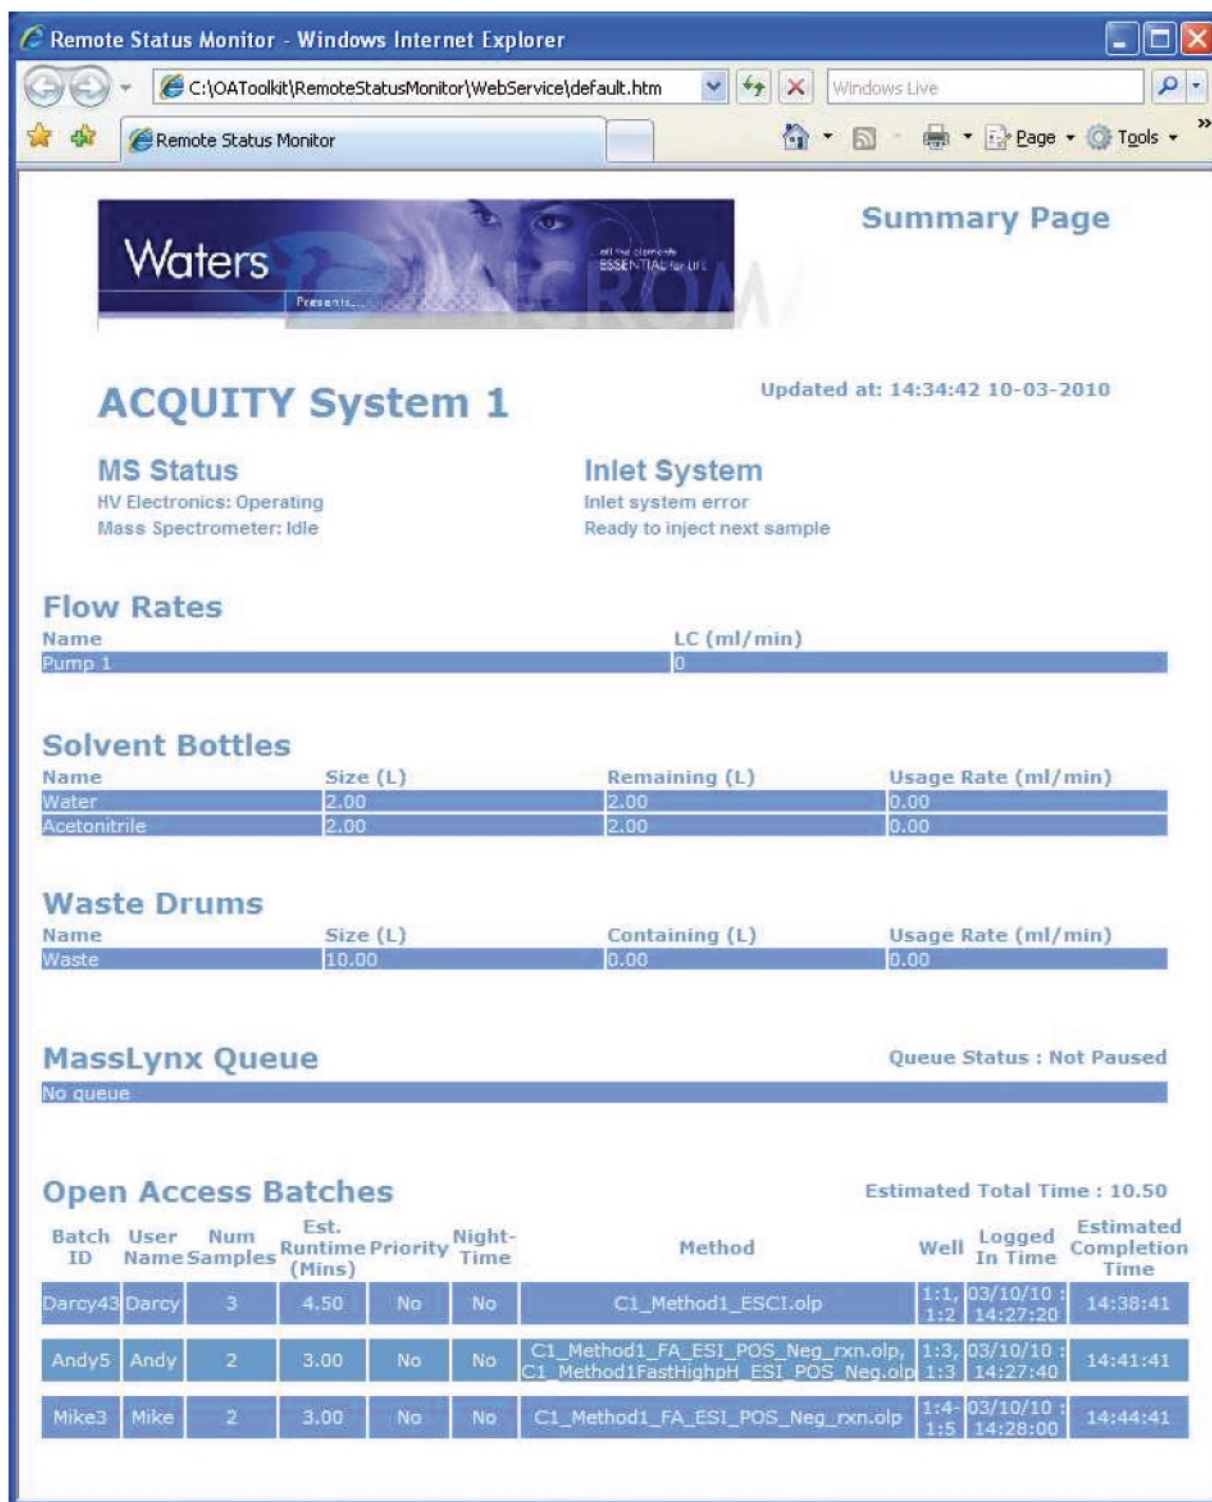 Remote Status Monitor - Windows Internet Explorer
C:\OAToolkit\RemoteStatusMonitor\WebService\default.htm
Windows Live
Remote Status Monitor
Page
Tools
»
Waters
Presents...
...all the elements
ESSENTIAL for LIFE
MICROMA
Summary Page
ACQUITY System 1
Updated at: 14:34:42 10-03-2010
MS Status
Inlet System
HV Electronics: Operating
Inlet system error
Mass Spectrometer: Idle
Ready to inject next sample
Flow Rates
Name LC (ml/min)
Pump 1 0
Solvent Bottles
Name Size (L) Remaining (L) Usage Rate (ml/min)
Water 2.00 2.00 0.00
Acetonitrile 2.00 2.00 0.00
Waste Drums
Name Size (L) Containing (L) Usage Rate (ml/min)
Waste 10.00 0.00 0.00
MassLynx Queue
Queue Status : Not Paused
No queue
Open Access Batches
Estimated Total Time : 10.50
Batch ID User Name Num Samples Est. Runtime (Mins) Priority Night-Time Method Well Logged In Time Estimated Completion Time
Darcy43 Darcy 3 4.50 No No C1_Method1_ESCI.olp 1:1, 1:2 03/10/10 : 14:27:20 14:38:41
Andy5 Andy 2 3.00 No No C1_Method1_FA_ESI_POS_Neg_rxn.olp, C1_Method1FastHighpH_ESI_POS_Neg.olp 1:3, 1:3 03/10/10 : 14:27:40 14:41:41
Mike3 Mike 2 3.00 No No C1_Method1_FA_ESI_POS_Neg_rxn.olp 1:4-1:5 03/10/10 : 14:28:00 14:44:41